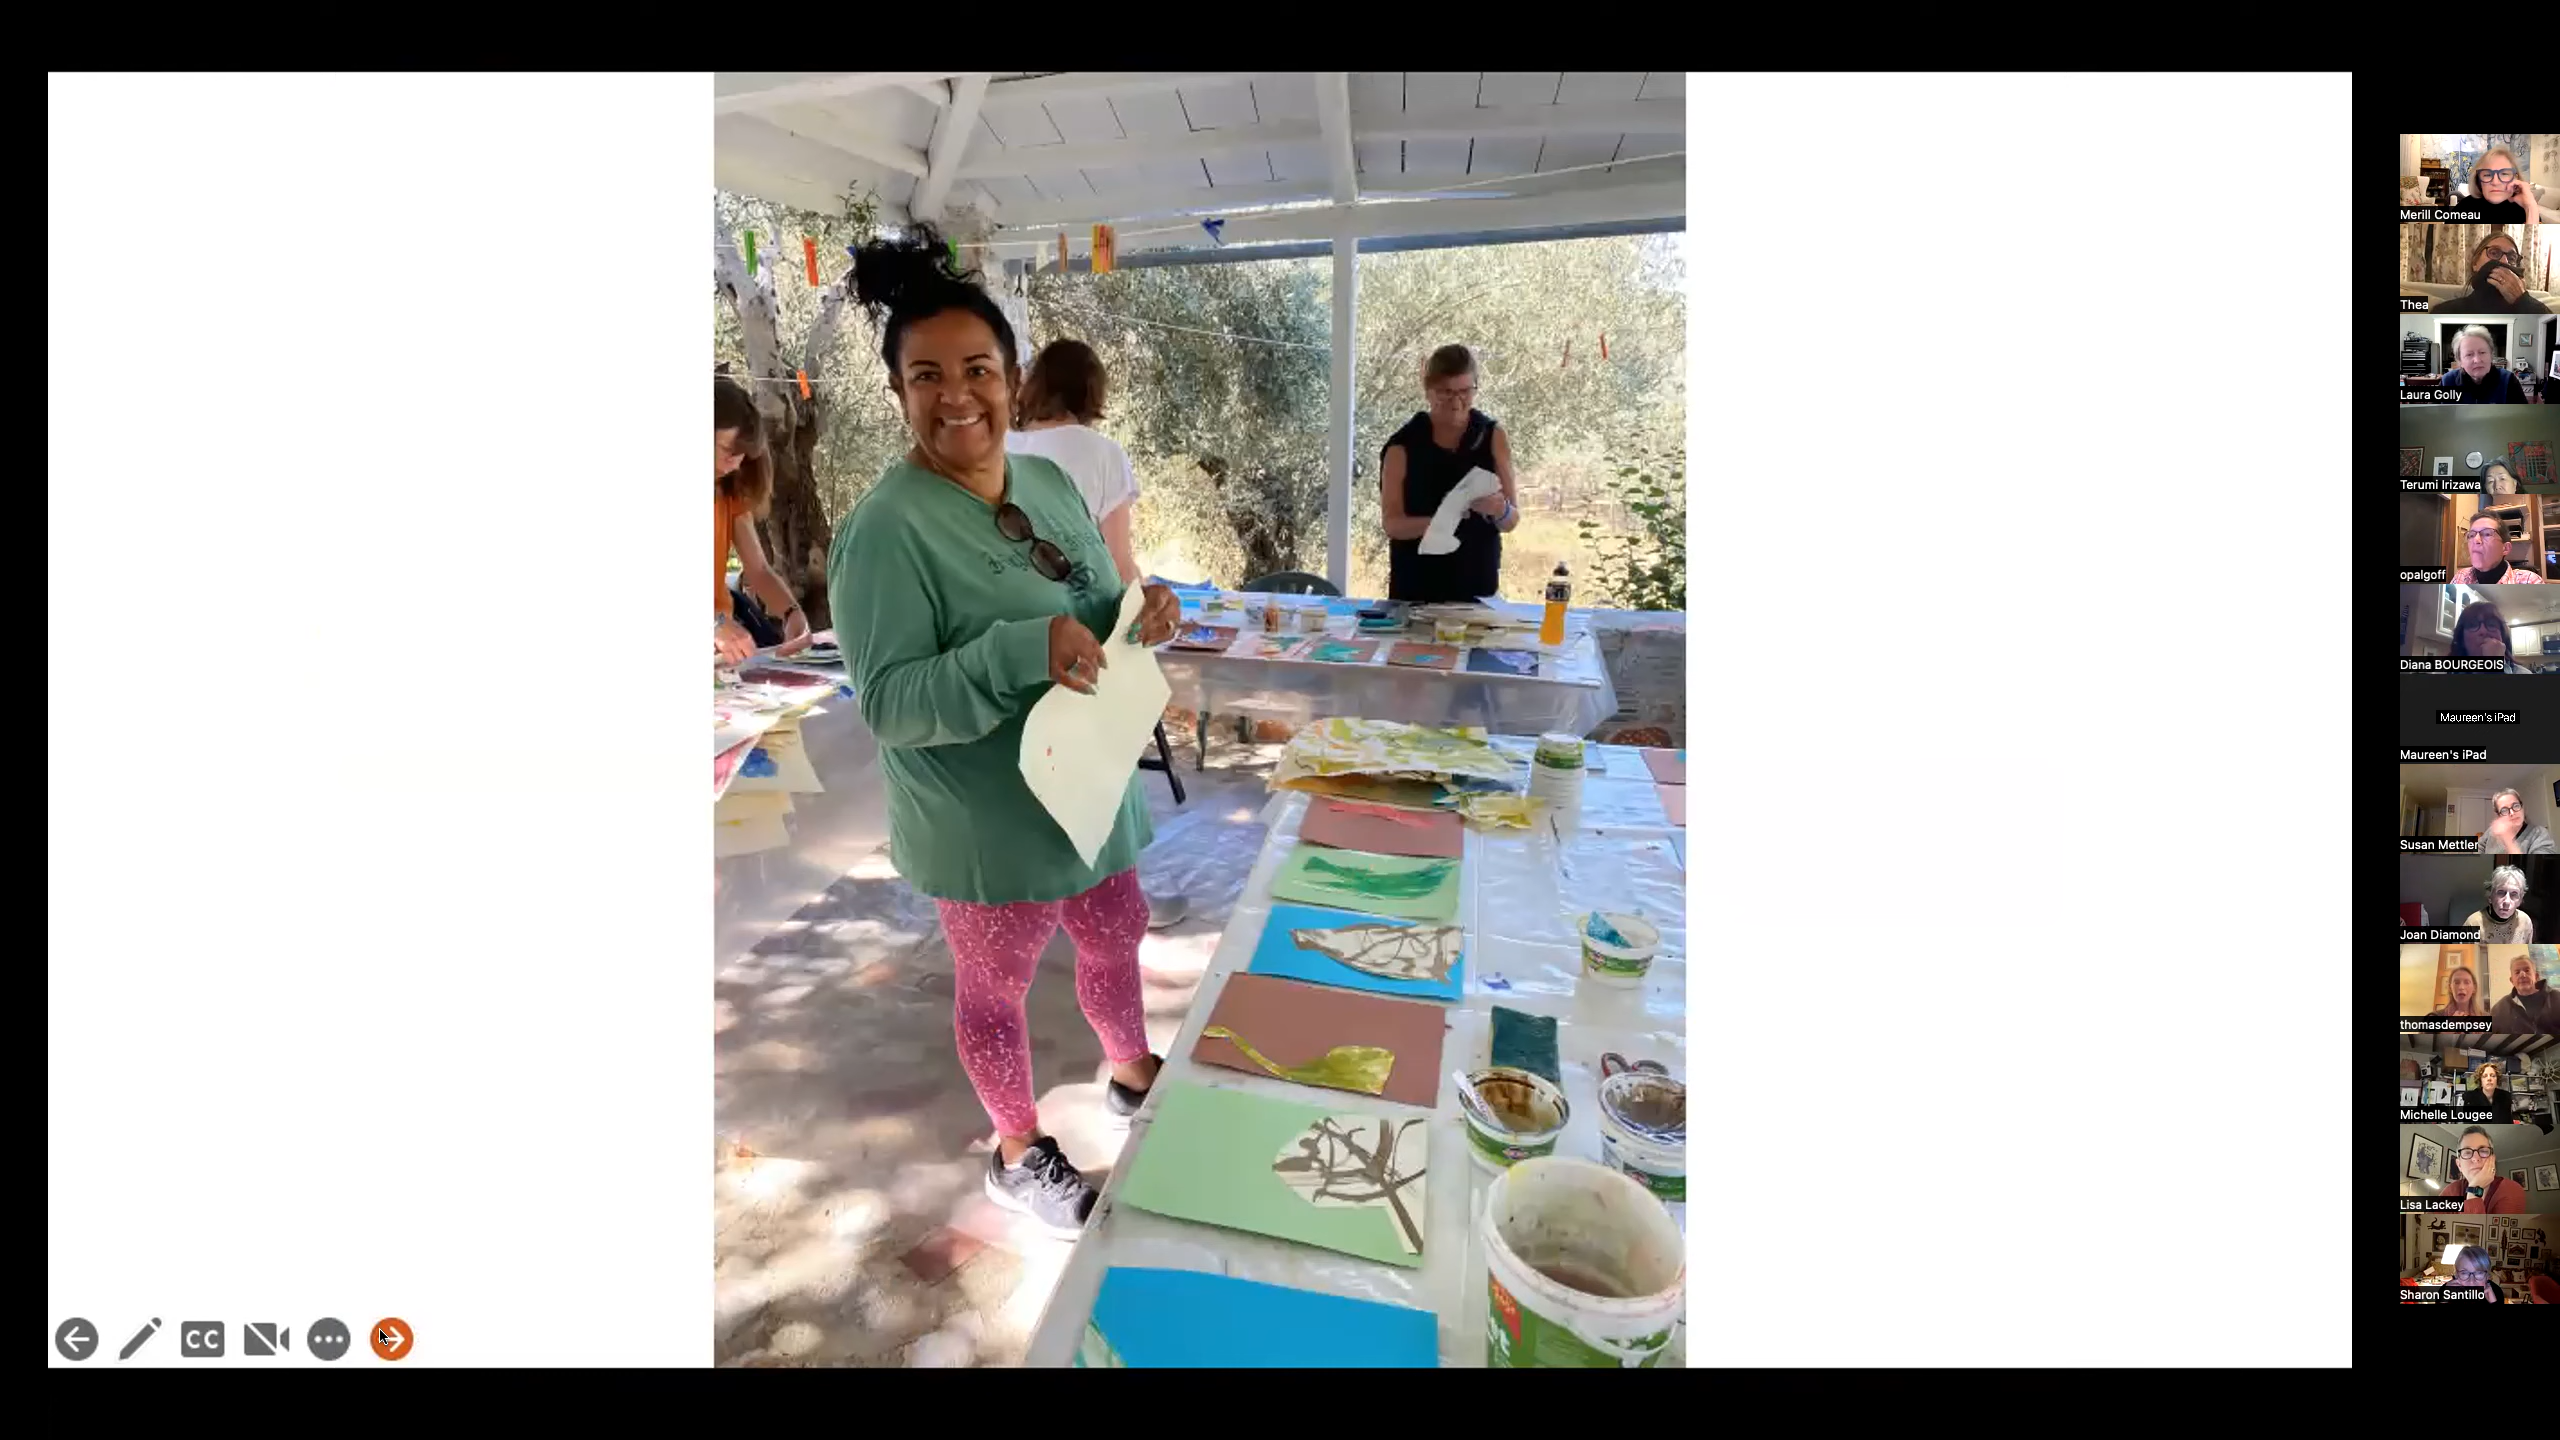 Merill Comeau
Thea
Laura Golly
Terumi Irizawa
opalgoff
Diana BOURGEOIS
Maureen's iPad
Maureen's iPad
Susan Mettler
Joan Diamond
thomasdempsey
Michelle Lougee
Lisa Lackey
Sharon Santillo
CC